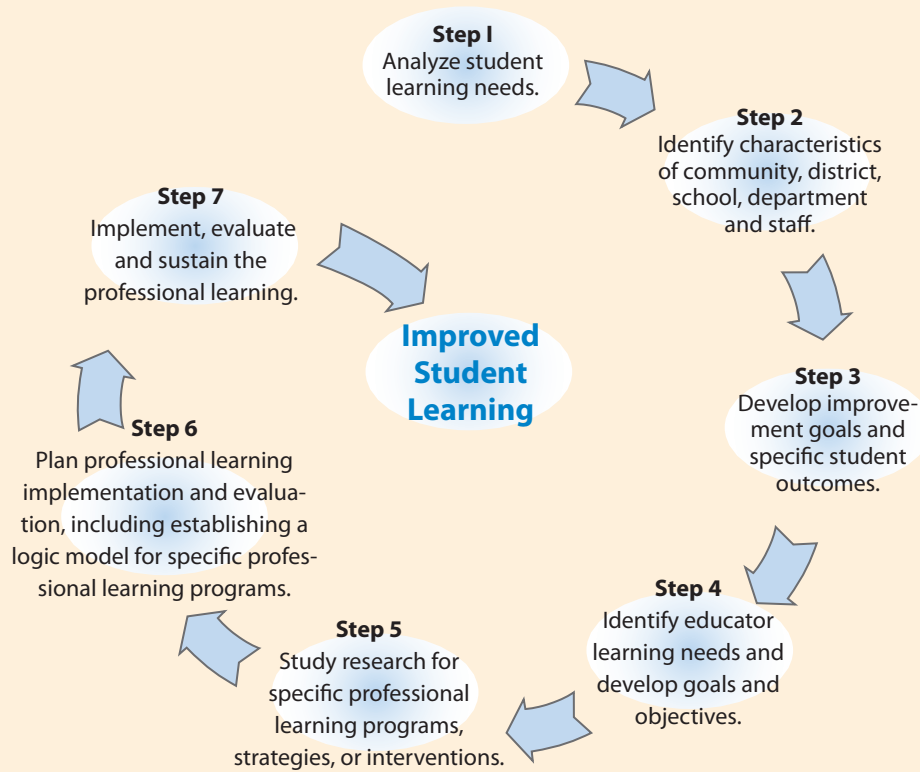 Step I
Analyze student
learning needs.
Step 2
Identify characteristics
of community, district,
school, department
and staff.
Step 3
Develop improve-
ment goals and
specific student
outcomes.
Step 4
Identify educator
learning needs and
develop goals and
objectives.
Step 5
Study research for
specific professional
learning programs,
strategies, or interventions.
Step 6
Plan professional learning
implementation and evalua-
tion, including establishing a
logic model for specific profes-
sional learning programs.
Step 7
Implement, evaluate
and sustain the
professional learning.
Improved
Student
Learning